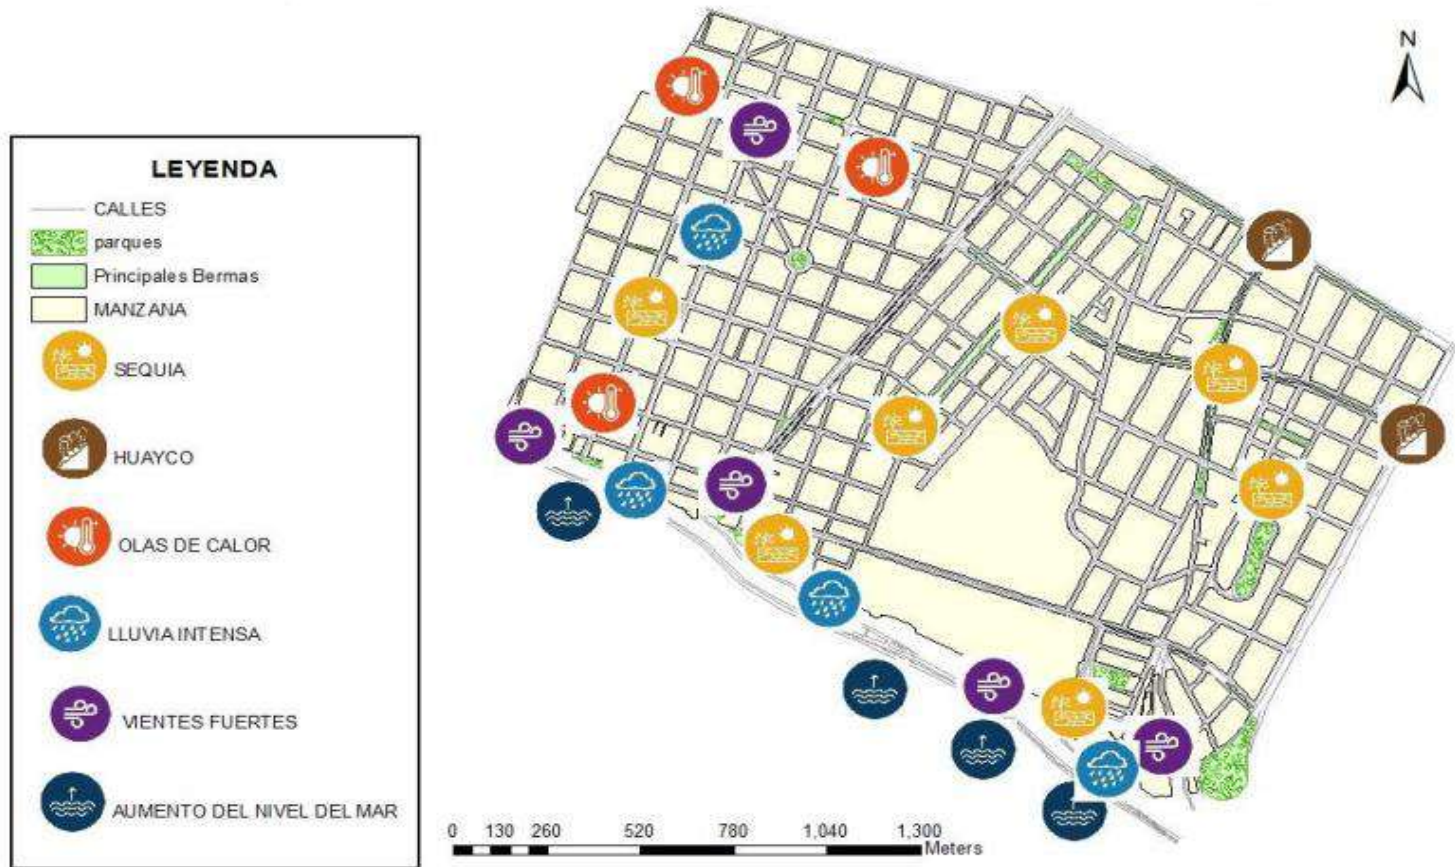 N
LEYENDA
CALLES
parques
Principales Bermas
MANZANA
SEQUIA
HUAYCO
OLAS DE CALOR
LLUVIA INTENSA
VIENTES FUERTES
AUMENTO DEL NIVEL DEL MAR
0 130 260 520 780 1,040 1,300
Meters